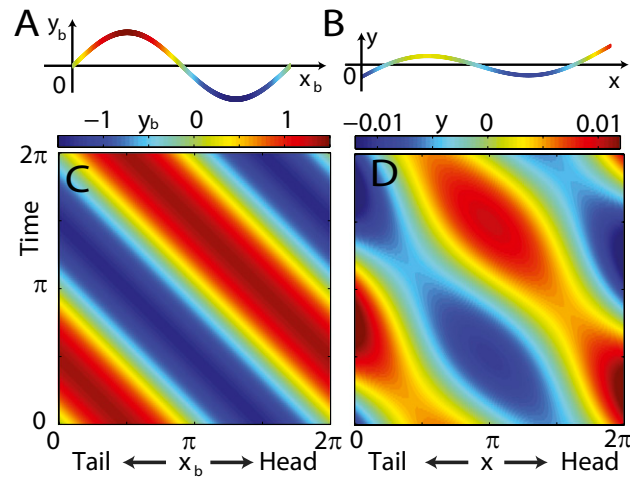 A
y_b
0
x_b
B
y
0
x
−1 y_b 0 1
−0.01 y 0 0.01
C
2π
π
0
Time
0 π 2π
Tail ← x_b → Head
D
0 π 2π
Tail ← x → Head